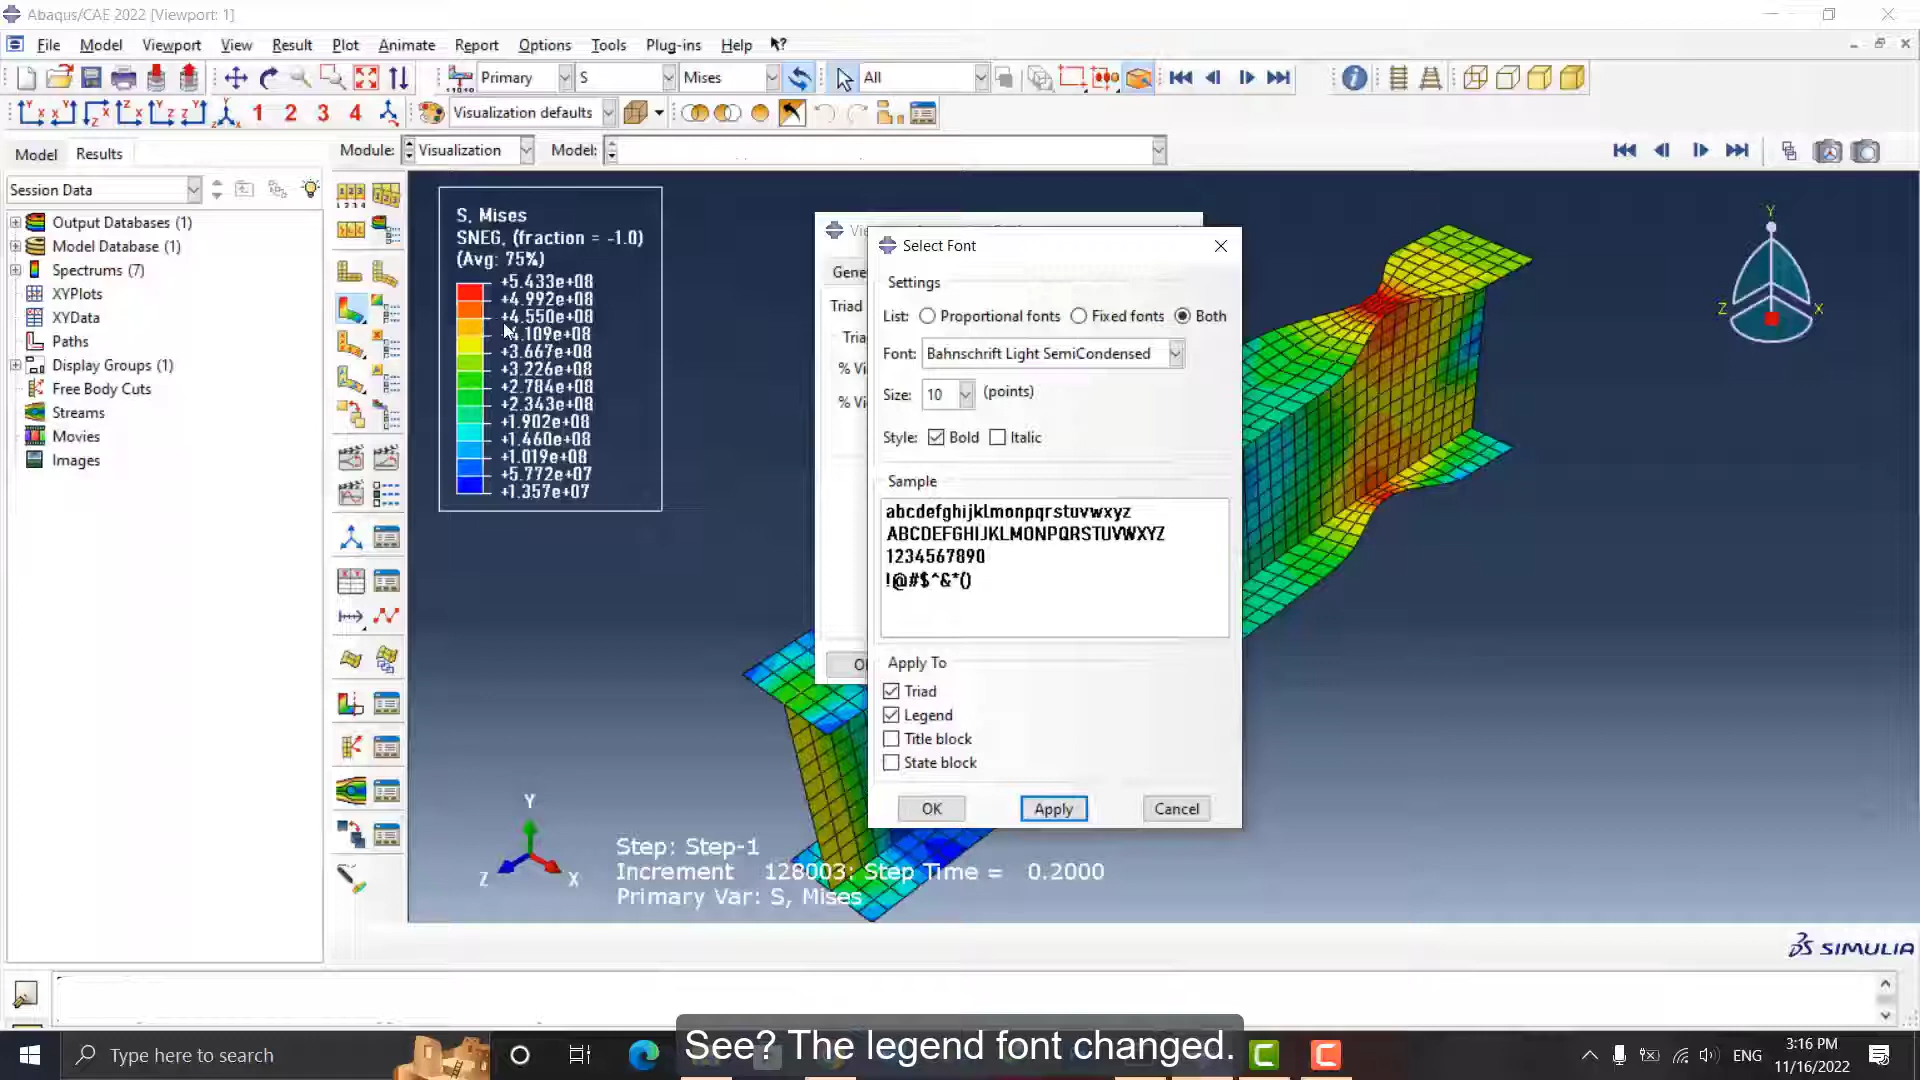 Abaqus/CAE 2022 [Viewport: 1]
File Model Viewport View Result Plot Animate Report Options Tools Plug-ins Help
Primary S Mises All
1 2 3 4 Visualization defaults
Model Results Module: Visualization Model:
Session Data
Output Databases (1)
Model Database (1)
Spectrums (7)
XYPlots
XYData
Paths
Display Groups (1)
Free Body Cuts
Streams
Movies
Images
S, Mises
SNEG, (fraction = -1.0)
(Avg: 75%)
+5.433e+08
+4.992e+08
+4.550e+08
+4.109e+08
+3.667e+08
+3.226e+08
+2.784e+08
+2.343e+08
+1.902e+08
+1.460e+08
+1.019e+08
+5.772e+07
+1.357e+07
Select Font
Settings
List: Proportional fonts Fixed fonts Both
Font: Bahnschrift Light SemiCondensed
Size: 10 (points)
Style: Bold Italic
Sample
abcdefghijklmonpqrstuvwxyz
ABCDEFGHIJKLMONPQRSTUVWXYZ
1234567890
!@#$^&*()
Apply To
Triad
Legend
Title block
State block
OK Apply Cancel
Triad
% Vi
% Vi
Y
Z X
Y
Z X
Step: Step-1
Increment 128003: Step Time = 0.2000
Primary Var: S, Mises
SIMULIA
See? The legend font changed.
Type here to search
ENG
3:16 PM
11/16/2022